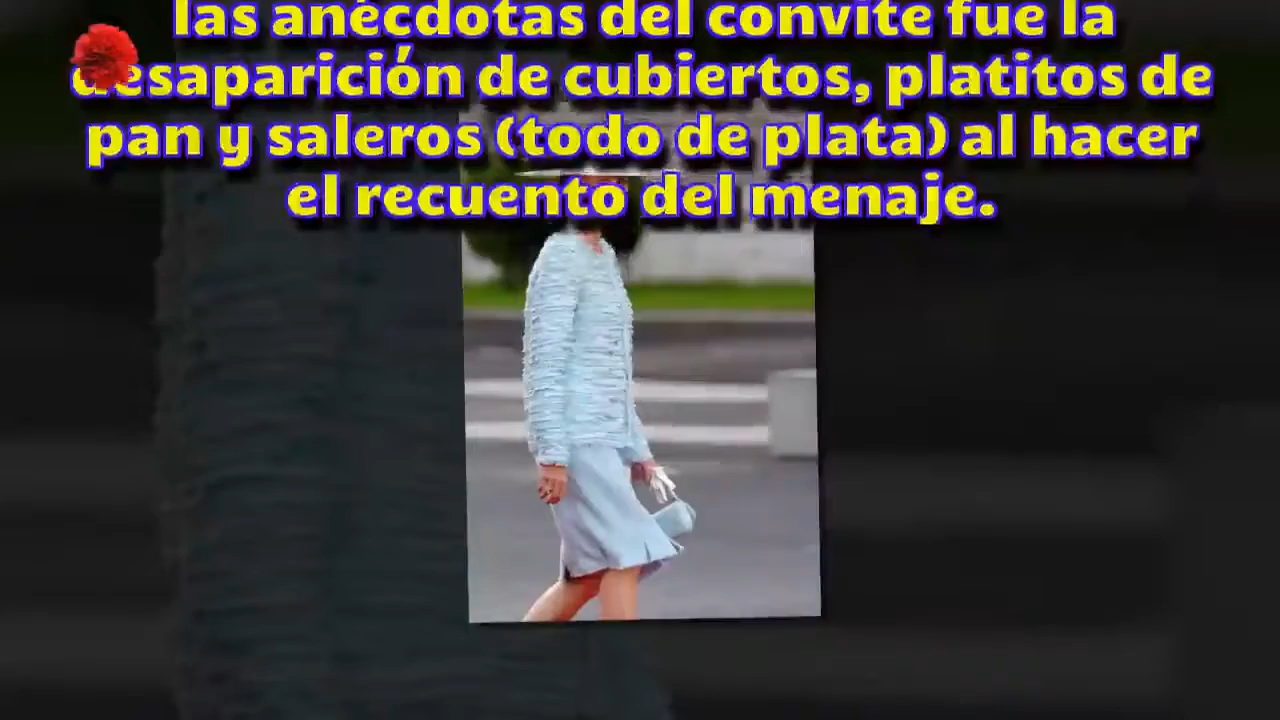 las anécdotas del convite fue la
desaparición de cubiertos, platitos de
pan y saleros (todo de plata) al hacer
el recuento del menaje.